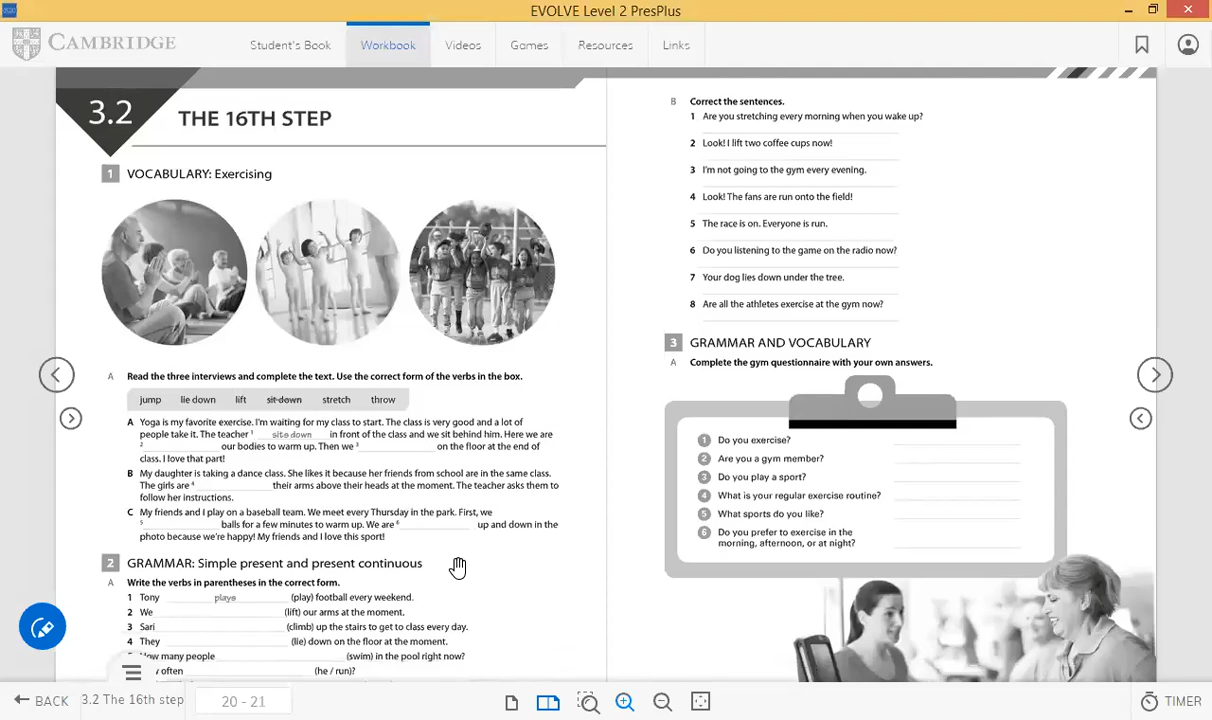 EVOLVE Level 2 PresPlus
CAMBRIDGE
Student's Book
Workbook
Videos
Games
Resources
Links
3.2
THE 16TH STEP
1 VOCABULARY: Exercising
A Read the three interviews and complete the text. Use the correct form of the verbs in the box.
jump lie down lift sit down stretch throw
A Yoga is my favorite exercise. I'm waiting for my class to start. The class is very good and a lot of
people take it. The teacher 1 sits down in front of the class and we sit behind him. Here we are
2 our bodies to warm up. Then we 3 on the floor at the end of
class. I love that part!
B My daughter is taking a dance class. She likes it because her friends from school are in the same class.
The girls are 4 their arms above their heads at the moment. The teacher asks them to
follow her instructions.
C My friends and I play on a baseball team. We meet every Thursday in the park. First, we
5 balls for a few minutes to warm up. We are 6 up and down in the
photo because we're happy! My friends and I love this sport!
2 GRAMMAR: Simple present and present continuous
A Write the verbs in parentheses in the correct form.
1 Tony plays (play) football every weekend.
2 We (lift) our arms at the moment.
3 Sari (climb) up the stairs to get to class every day.
4 They (lie) down on the floor at the moment.
How many people (swim) in the pool right now?
often (he / run)?
B Correct the sentences.
1 Are you stretching every morning when you wake up?
2 Look! I lift two coffee cups now!
3 I'm not going to the gym every evening.
4 Look! The fans are run onto the field!
5 The race is on. Everyone is run.
6 Do you listening to the game on the radio now?
7 Your dog lies down under the tree.
8 Are all the athletes exercise at the gym now?
3 GRAMMAR AND VOCABULARY
A Complete the gym questionnaire with your own answers.
1 Do you exercise?
2 Are you a gym member?
3 Do you play a sport?
4 What is your regular exercise routine?
5 What sports do you like?
6 Do you prefer to exercise in the
morning, afternoon, or at night?
BACK
3.2 The 16th step
20 - 21
TIMER